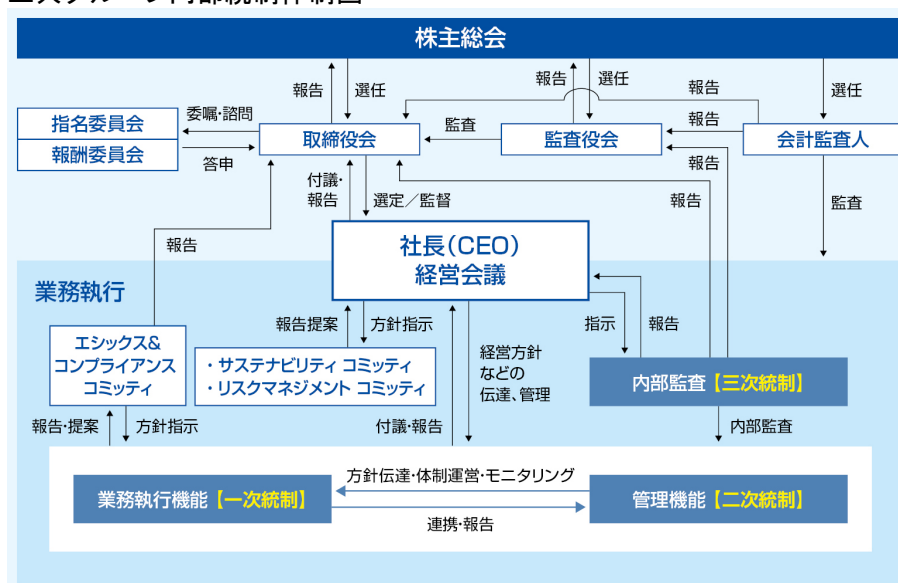 株主総会
報告
選任
報告
選任
報告
選任
指名委員会
報酬委員会
委嘱・諮問
答申
取締役会
監査
監査役会
報告
報告
会計監査人
付議・
報告
選定／監督
報告
監査
報告
社長（CEO）
経営会議
業務執行
エシックス&
コンプライアンス
コミッティ
報告提案
方針指示
・サステナビリティ コミッティ
・リスクマネジメント コミッティ
経営方針
などの
伝達、管理
指示
報告
内部監査【三次統制】
報告・提案
方針指示
付議・報告
内部監査
業務執行機能【一次統制】
方針伝達・体制運営・モニタリング
連携・報告
管理機能【二次統制】